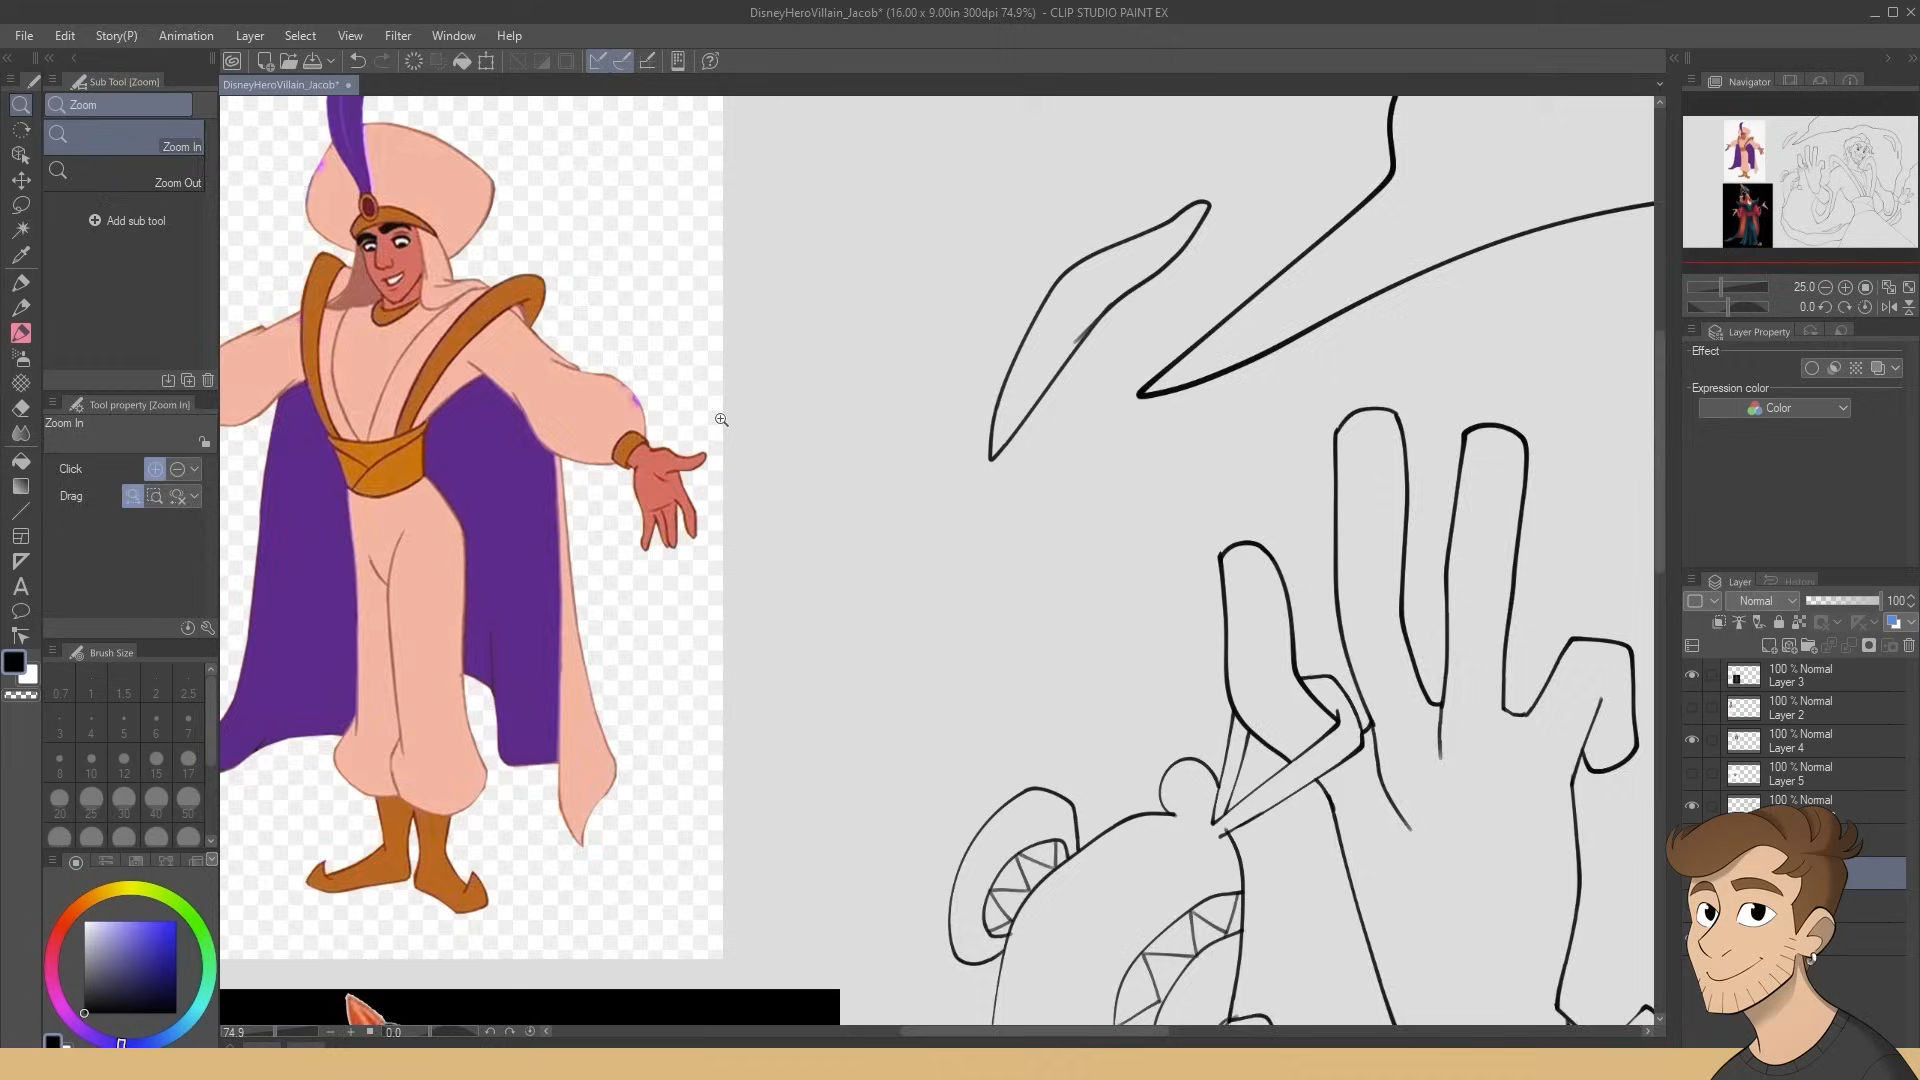 DisneyHeroVillain_Jacob* (16.00 x 9.00in 300dpi 74.9%) - CLIP STUDIO PAINT EX
File Edit Story(P) Animation Layer Select View Filter Window Help
Sub Tool [Zoom]
Zoom
Zoom In
Zoom Out
Add sub tool
Tool property [Zoom In]
Zoom In
Click
Drag
Brush Size
0.7 1 1.5 2 2.5
3 4 5 6 7
8 10 12 15 17
20 25 30 40 50
DisneyHeroVillain_Jacob*
74.9 0.0
Navigator
25.0
0.0
Layer Property
Effect
Expression color
Color
Layer History
Normal 100
100 % Normal
Layer 3
100 % Normal
Layer 2
100 % Normal
Layer 4
100 % Normal
Layer 5
100 % Normal